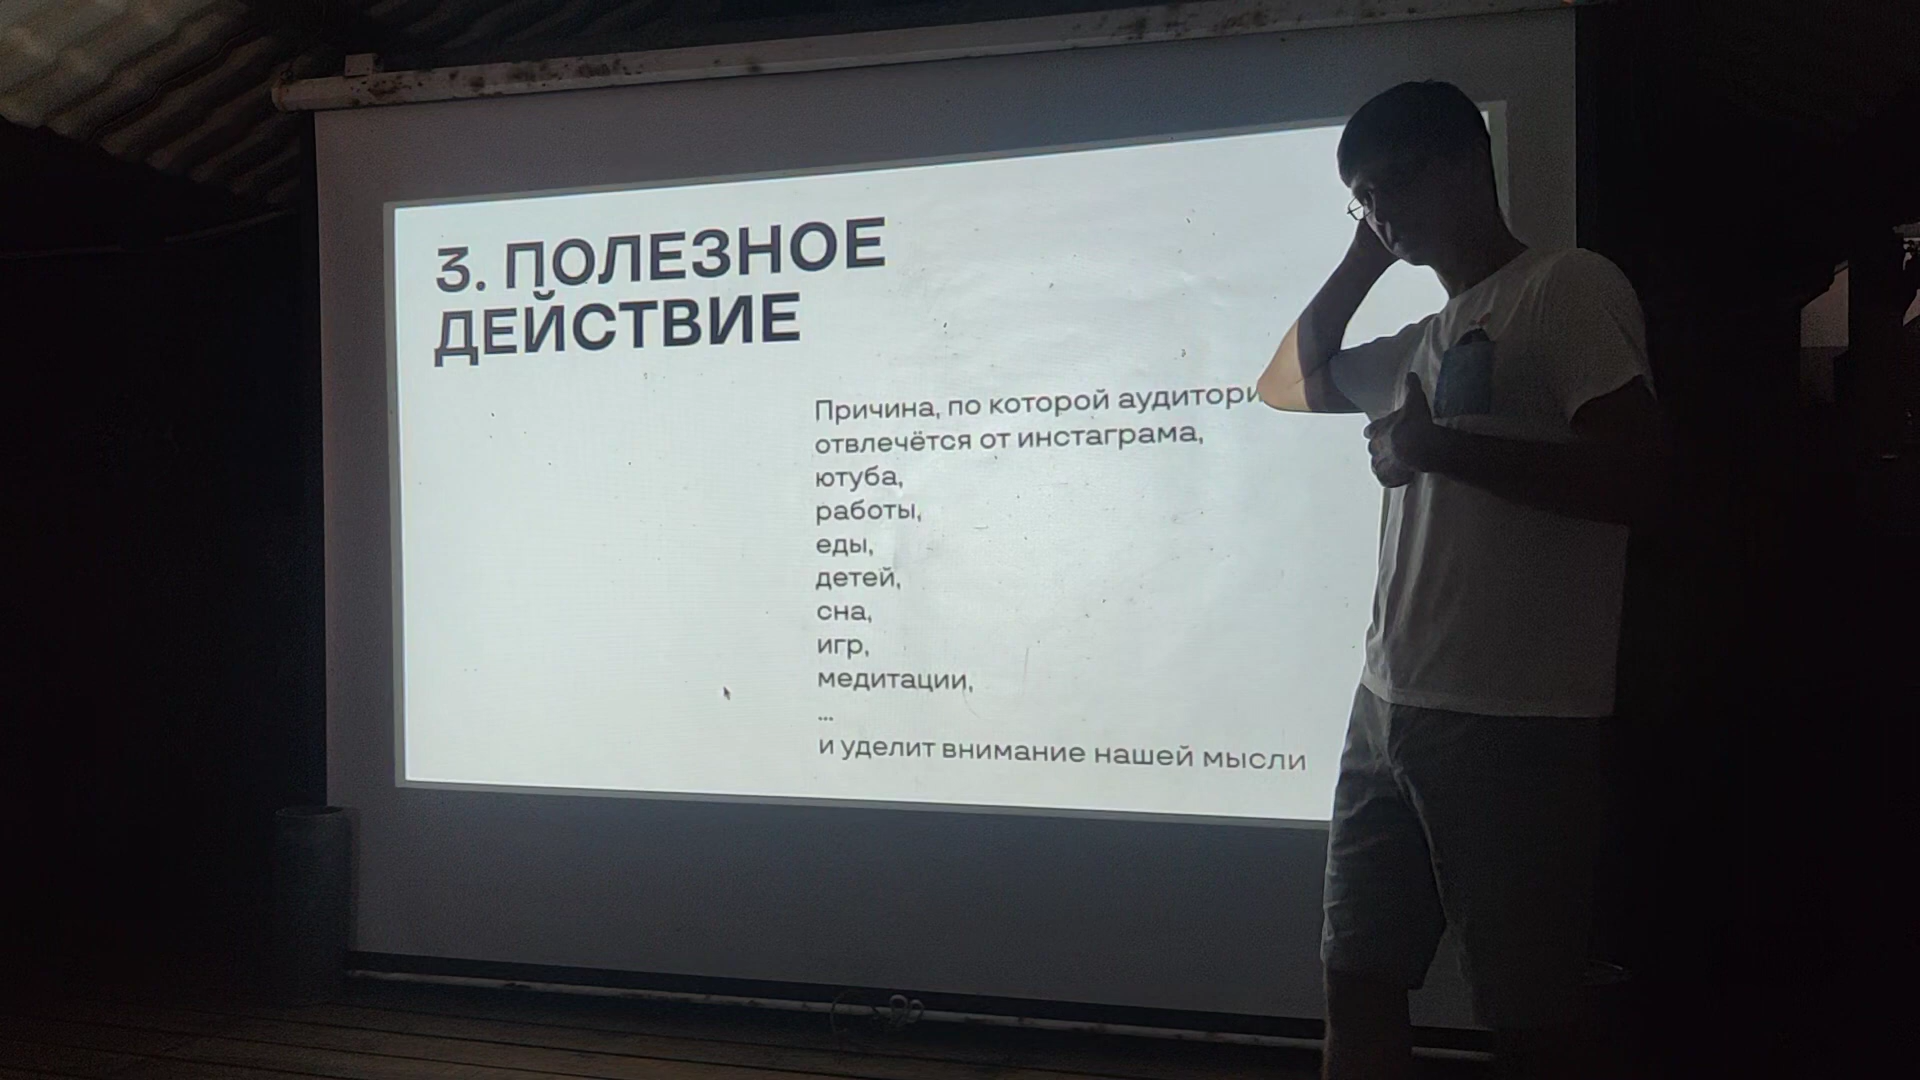 3. ПОЛЕЗНОЕ
ДЕЙСТВИЕ
Причина, по которой аудитори
отвлечётся от инстаграма,
ютуба,
работы,
еды,
детей,
сна,
игр,
медитации,
...
и уделит внимание нашей мысли